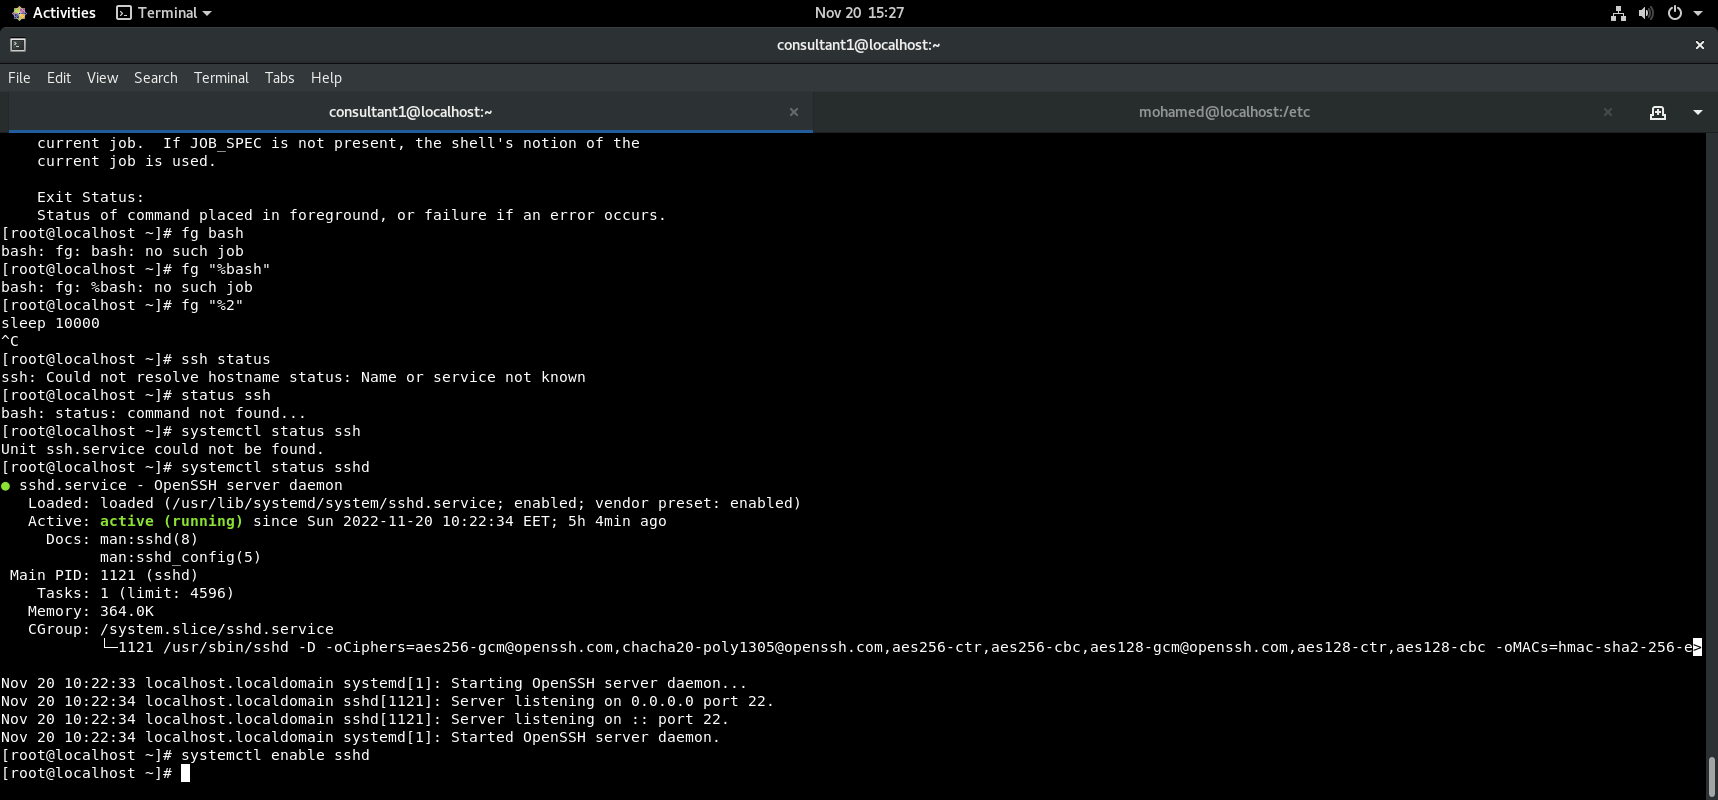 Activities Terminal Nov 20 15:27
consultant1@localhost:~
File Edit View Search Terminal Tabs Help
consultant1@localhost:~ mohamed@localhost:/etc
    current job.  If JOB_SPEC is not present, the shell's notion of the
    current job is used.

    Exit Status:
    Status of command placed in foreground, or failure if an error occurs.
[root@localhost ~]# fg bash
bash: fg: bash: no such job
[root@localhost ~]# fg "%bash"
bash: fg: %bash: no such job
[root@localhost ~]# fg "%2"
sleep 10000
^C
[root@localhost ~]# ssh status
ssh: Could not resolve hostname status: Name or service not known
[root@localhost ~]# status ssh
bash: status: command not found...
[root@localhost ~]# systemctl status ssh
Unit ssh.service could not be found.
[root@localhost ~]# systemctl status sshd
● sshd.service - OpenSSH server daemon
   Loaded: loaded (/usr/lib/systemd/system/sshd.service; enabled; vendor preset: enabled)
   Active: active (running) since Sun 2022-11-20 10:22:34 EET; 5h 4min ago
     Docs: man:sshd(8)
           man:sshd_config(5)
 Main PID: 1121 (sshd)
    Tasks: 1 (limit: 4596)
   Memory: 364.0K
   CGroup: /system.slice/sshd.service
           └─1121 /usr/sbin/sshd -D -oCiphers=aes256-gcm@openssh.com,chacha20-poly1305@openssh.com,aes256-ctr,aes256-cbc,aes128-gcm@openssh.com,aes128-ctr,aes128-cbc -oMACs=hmac-sha2-256-e>

Nov 20 10:22:33 localhost.localdomain systemd[1]: Starting OpenSSH server daemon...
Nov 20 10:22:34 localhost.localdomain sshd[1121]: Server listening on 0.0.0.0 port 22.
Nov 20 10:22:34 localhost.localdomain sshd[1121]: Server listening on :: port 22.
Nov 20 10:22:34 localhost.localdomain systemd[1]: Started OpenSSH server daemon.
[root@localhost ~]# systemctl enable sshd
[root@localhost ~]#